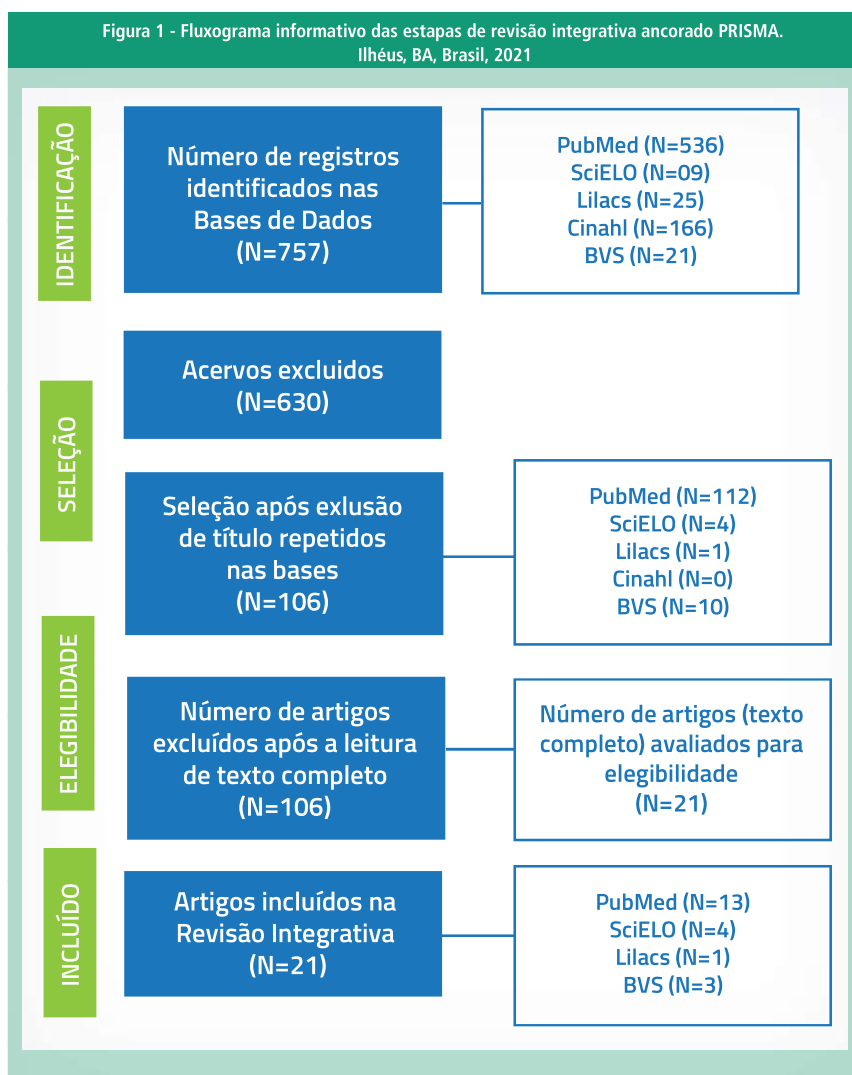 Figura 1 - Fluxograma informativo das estapas de revisão integrativa ancorado PRISMA.
Ilhéus, BA, Brasil, 2021
IDENTIFICAÇÃO
Número de registros
identificados nas
Bases de Dados
(N=757)
PubMed (N=536)
SciELO (N=09)
Lilacs (N=25)
Cinahl (N=166)
BVS (N=21)
SELEÇÃO
Acervos excluidos
(N=630)
Seleção após exlusão
de título repetidos
nas bases
(N=106)
PubMed (N=112)
SciELO (N=4)
Lilacs (N=1)
Cinahl (N=0)
BVS (N=10)
ELEGIBILIDADE
Número de artigos
excluídos após a leitura
de texto completo
(N=106)
Número de artigos (texto
completo) avaliados para
elegibilidade
(N=21)
INCLUÍDO
Artigos incluídos na
Revisão Integrativa
(N=21)
PubMed (N=13)
SciELO (N=4)
Lilacs (N=1)
BVS (N=3)